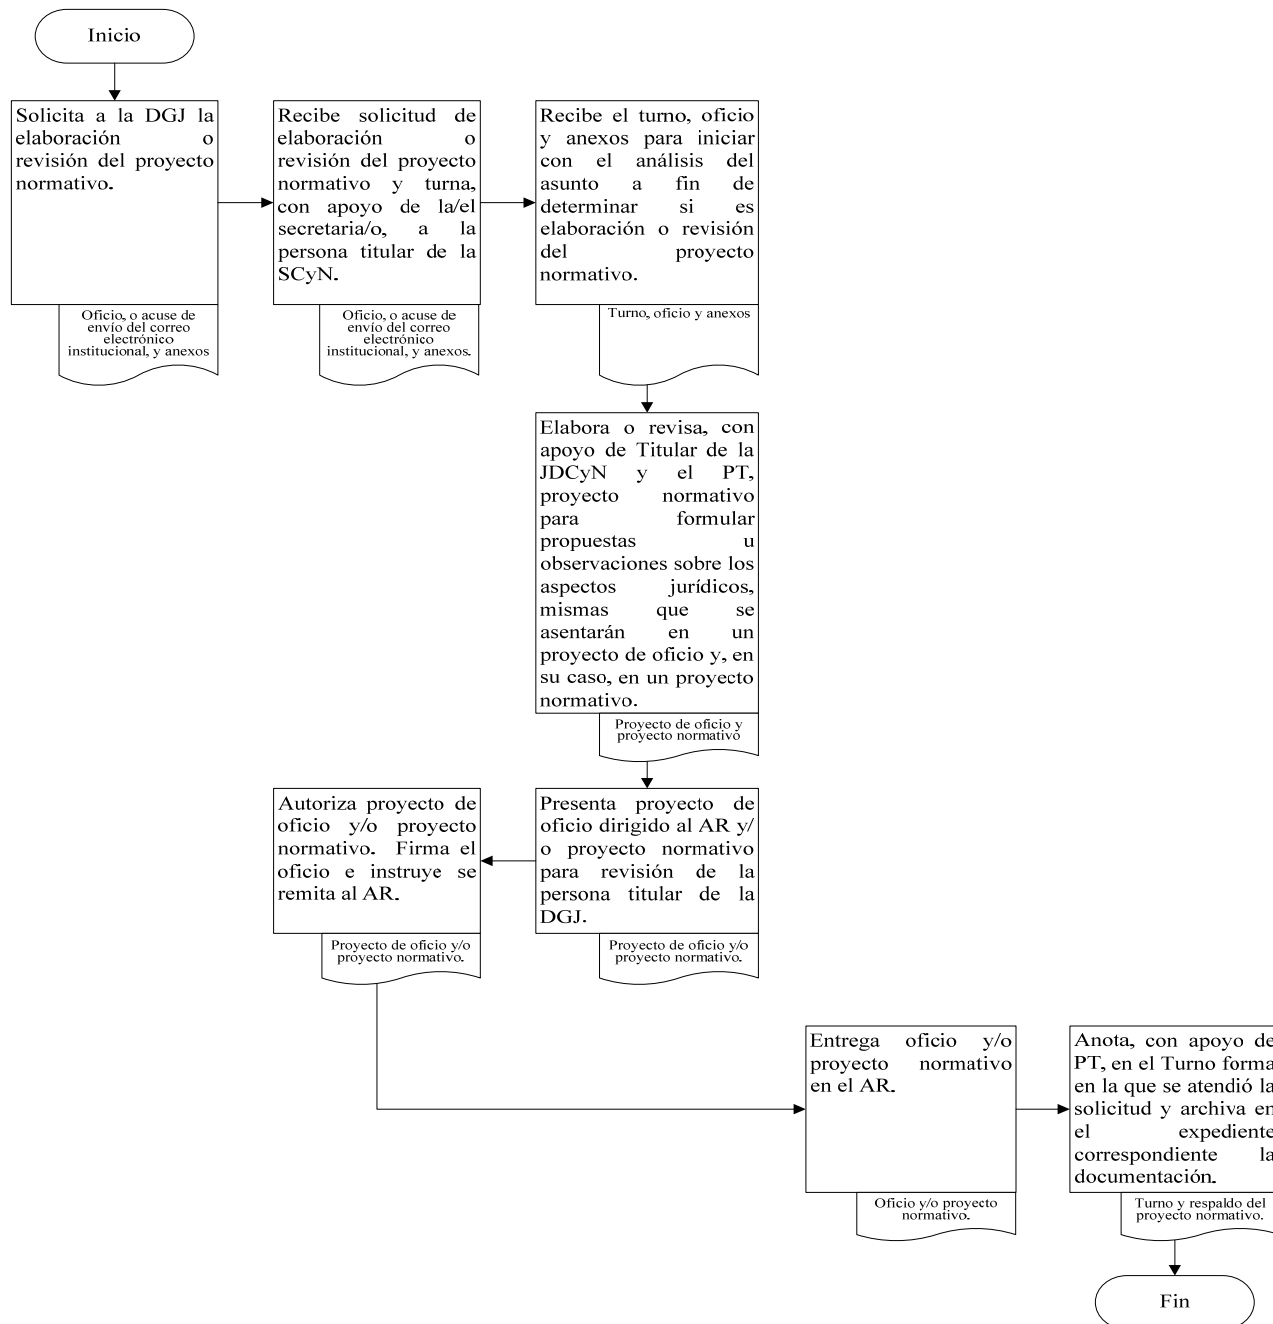 Inicio
Solicita a la DGJ la
elaboración o
revisión del proyecto
normativo.
Oficio, o acuse de
envío del correo
electrónico
institucional, y anexos
Recibe solicitud de
elaboración o
revisión del proyecto
normativo y turna,
con apoyo de la/el
secretaria/o, a la
persona titular de la
SCyN.
Oficio, o acuse de
envío del correo
electrónico
institucional, y anexos.
Recibe el turno, oficio
y anexos para iniciar
con el análisis del
asunto a fin de
determinar si es
elaboración o revisión
del proyecto
normativo.
Turno, oficio y anexos
Elabora o revisa, con
apoyo de Titular de la
JDCyN y el PT,
proyecto normativo
para formular
propuestas u
observaciones sobre los
aspectos jurídicos,
mismas que se
asentarán en un
proyecto de oficio y, en
su caso, en un proyecto
normativo.
Proyecto de oficio y
proyecto normativo
Presenta proyecto de
oficio dirigido al AR y/
o proyecto normativo
para revisión de la
persona titular de la
DGJ.
Proyecto de oficio y/o
proyecto normativo.
Autoriza proyecto de
oficio y/o proyecto
normativo. Firma el
oficio e instruye se
remita al AR.
Proyecto de oficio y/o
proyecto normativo.
Entrega oficio y/o
proyecto normativo
en el AR.
Oficio y/o proyecto
normativo.
Anota, con apoyo de
PT, en el Turno forma
en la que se atendió la
solicitud y archiva en
el expediente
correspondiente la
documentación.
Turno y respaldo del
proyecto normativo.
Fin